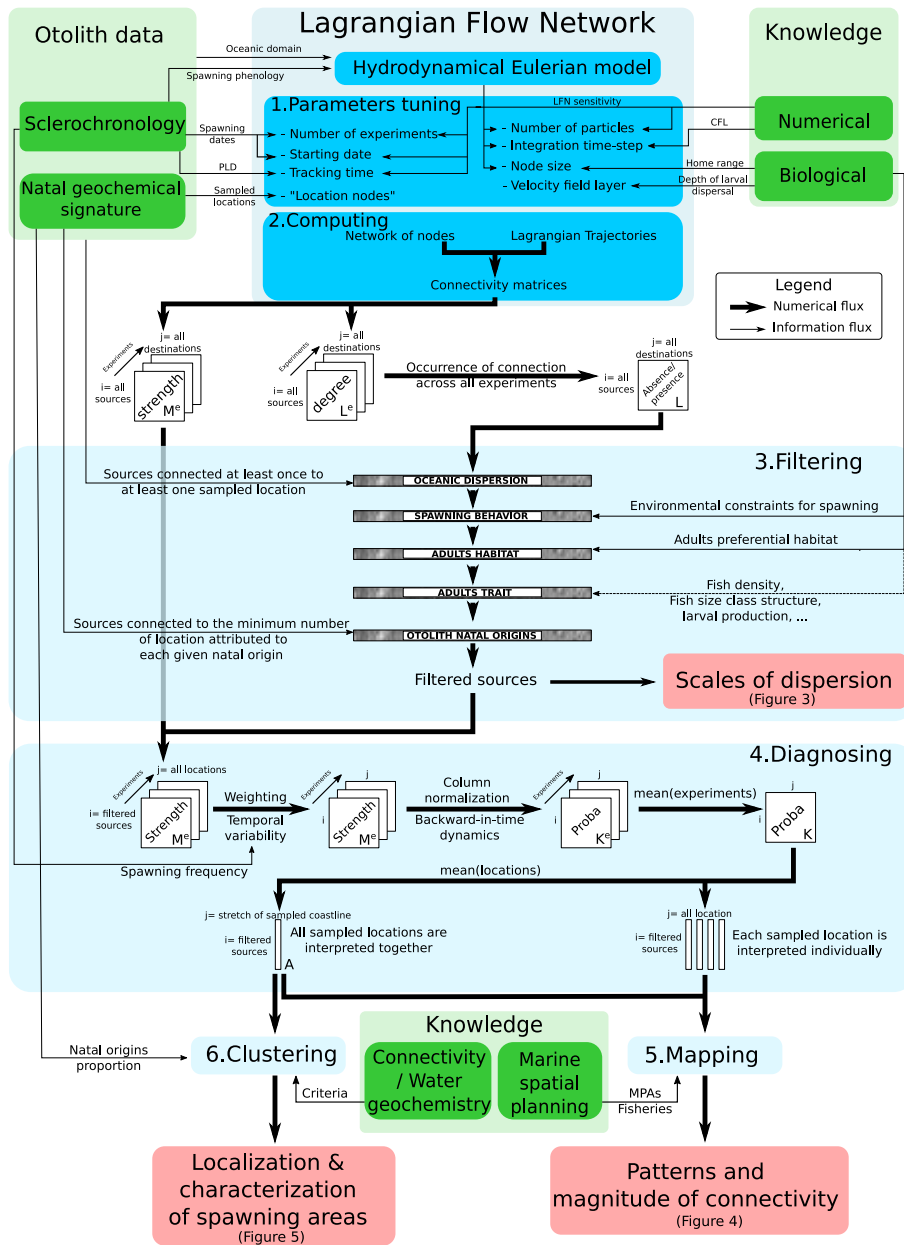 Otolith data
Lagrangian Flow Network
Knowledge
Oceanic domain
Spawning phenology
Hydrodynamical Eulerian model
1.Parameters tuning
LFN sensitivity
Sclerochronology
Spawning
dates
- Number of experiments
- Starting date
PLD
- Tracking time
Natal geochemical
signature
Sampled
locations
- "Location nodes"
- Number of particles
- Integration time-step
CFL
- Node size
Home range
- Velocity field layer
Depth of larval
dispersal
Numerical
Biological
2.Computing
Network of nodes
Lagrangian Trajectories
Connectivity matrices
Legend
Numerical flux
Information flux
j= all
destinations
Experiments
i= all
sources
strength
Mᵉ
j= all
destinations
Experiments
i= all
sources
degree
Lᵉ
Occurrence of connection
across all experiments
j= all
destinations
i= all
sources
Absence/
presence
L
3.Filtering
Sources connected at least once to
at least one sampled location
OCEANIC DISPERSION
SPAWNING BEHAVIOR
Environmental constraints for spawning
ADULTS HABITAT
Adults preferential habitat
ADULTS TRAIT
Fish density,
Fish size class structure,
larval production, ...
Sources connected to the minimum number
of location attributed to
each given natal origin
OTOLITH NATAL ORIGINS
Filtered sources
Scales of dispersion
(Figure 3)
4.Diagnosing
j= all locations
Experiments
i= filtered
sources
Strength
Mᵉ
Weighting
Temporal
variability
Spawning frequency
Experiments
j
i
Strength
Mᵉ
Column
normalization
Backward-in-time
dynamics
Experiments
j
i
Proba
Kᵉ
mean(experiments)
j
i
Proba
K
mean(locations)
j= stretch of sampled coastline
i= filtered
sources
A
All sampled locations are
interpreted together
j= all location
i= filtered
sources
Each sampled location is
interpreted individually
Natal origins
proportion
6.Clustering
Criteria
Knowledge
Connectivity
/ Water
geochemistry
Marine
spatial
planning
MPAs
Fisheries
5.Mapping
Localization &
characterization
of spawning areas
(Figure 5)
Patterns and
magnitude of connectivity
(Figure 4)